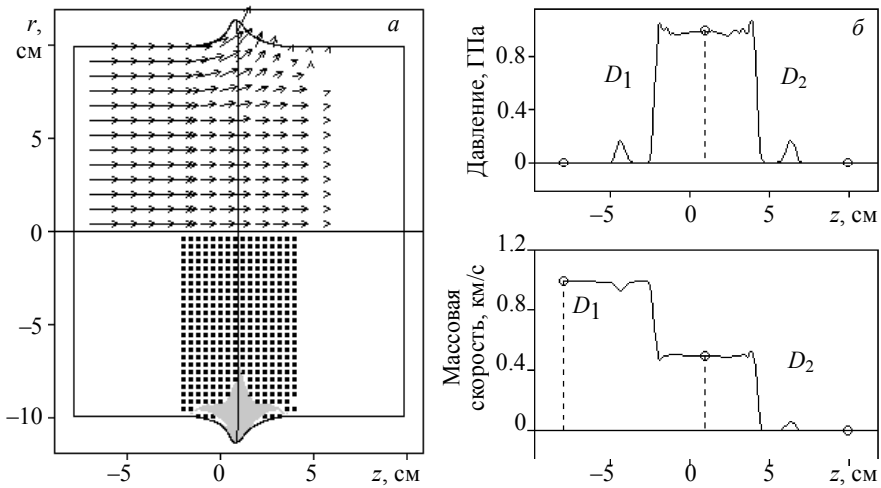 r,
см
а
5
0
−5
−10
−5
0
5
z, см
б
Давление, ГПа
0.8
0.4
0
D1
D2
−5
0
5
z, см
Массовая
скорость, км/с
1.2
0.8
0.4
0
D1
D2
−5
0
5
z, см